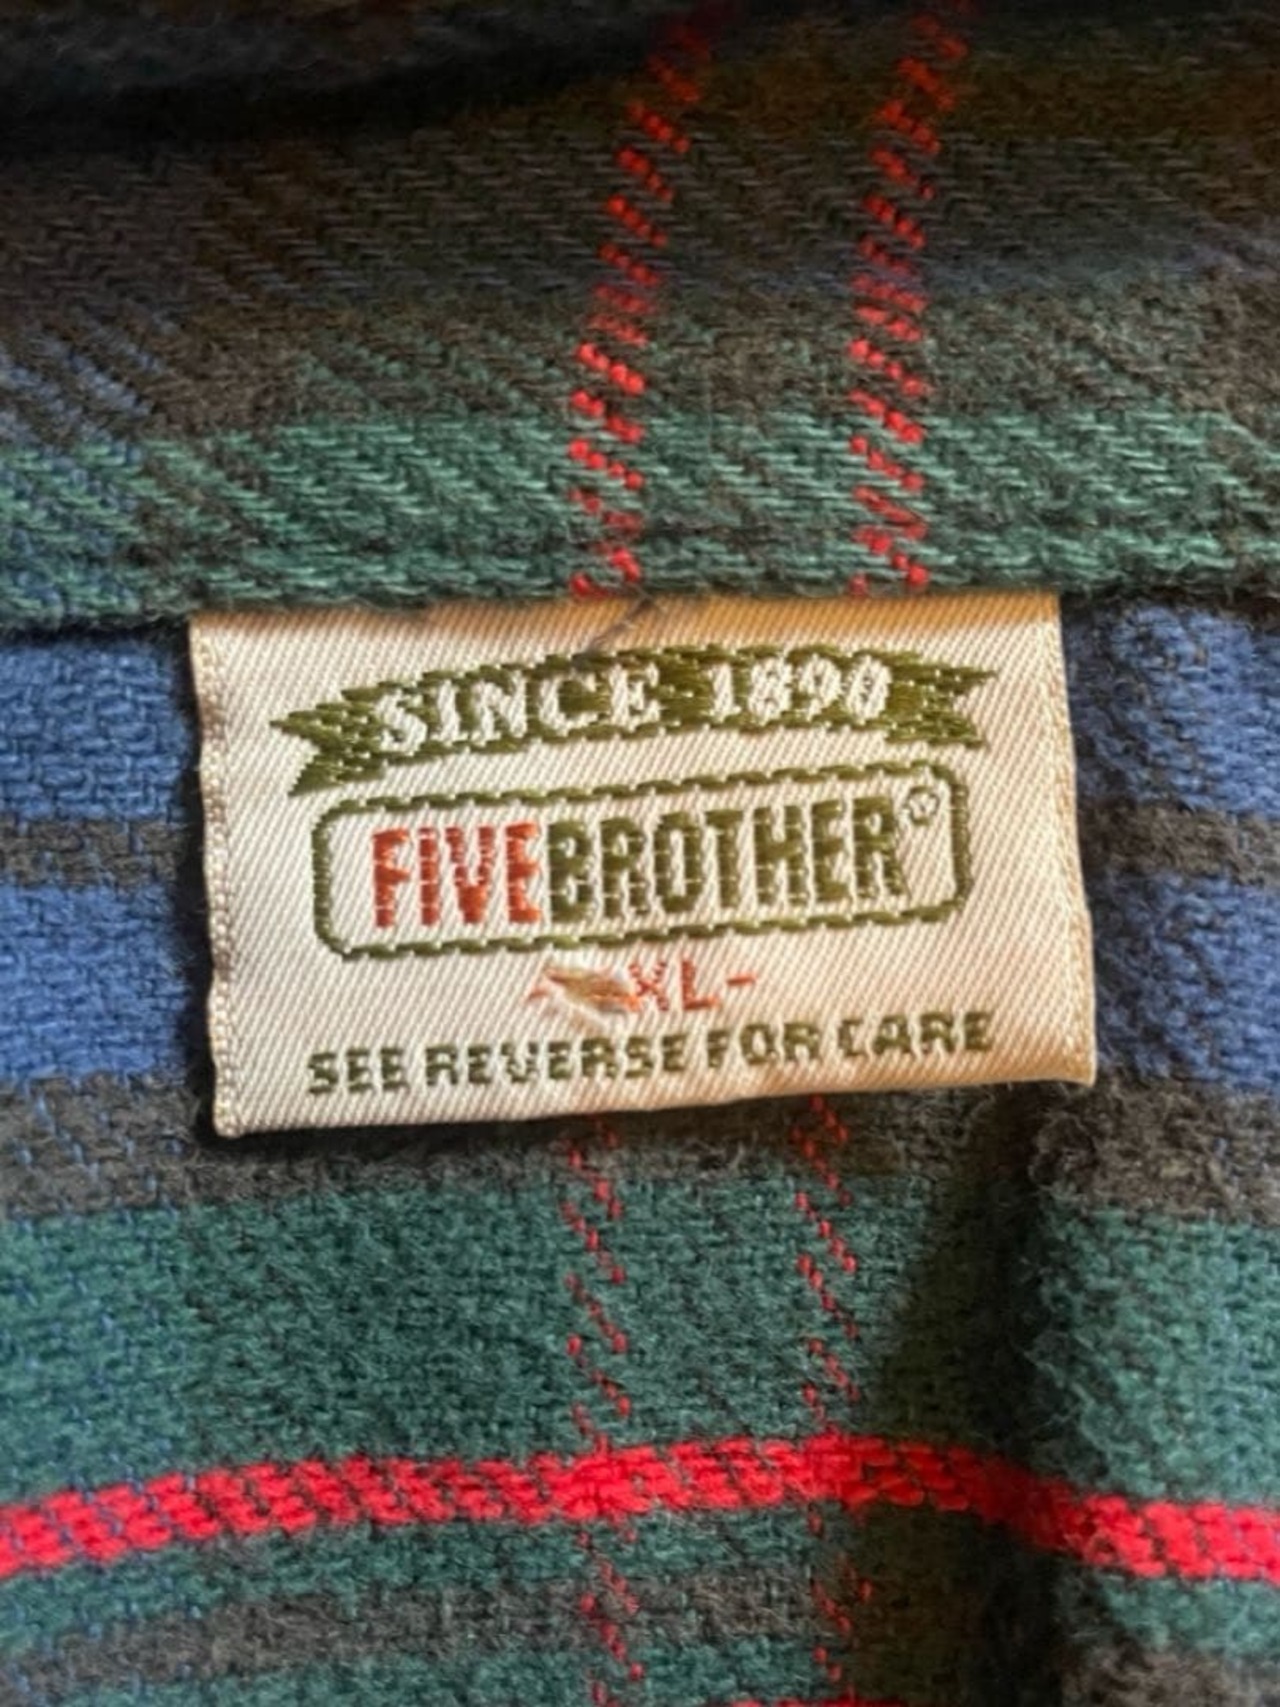 SINCE 1890
FIVEBROTHER®
XL-
SEE REVERSE FOR CARE